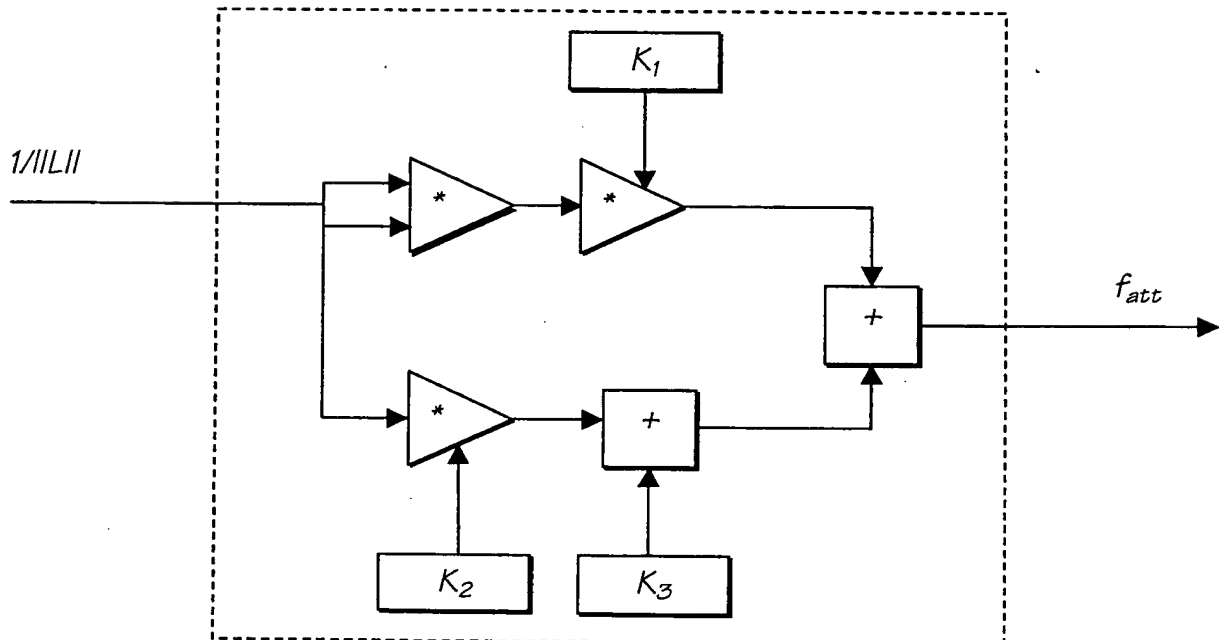 K₁
1/||L||
*
*
+
f_att
*
+
K₂
K₃